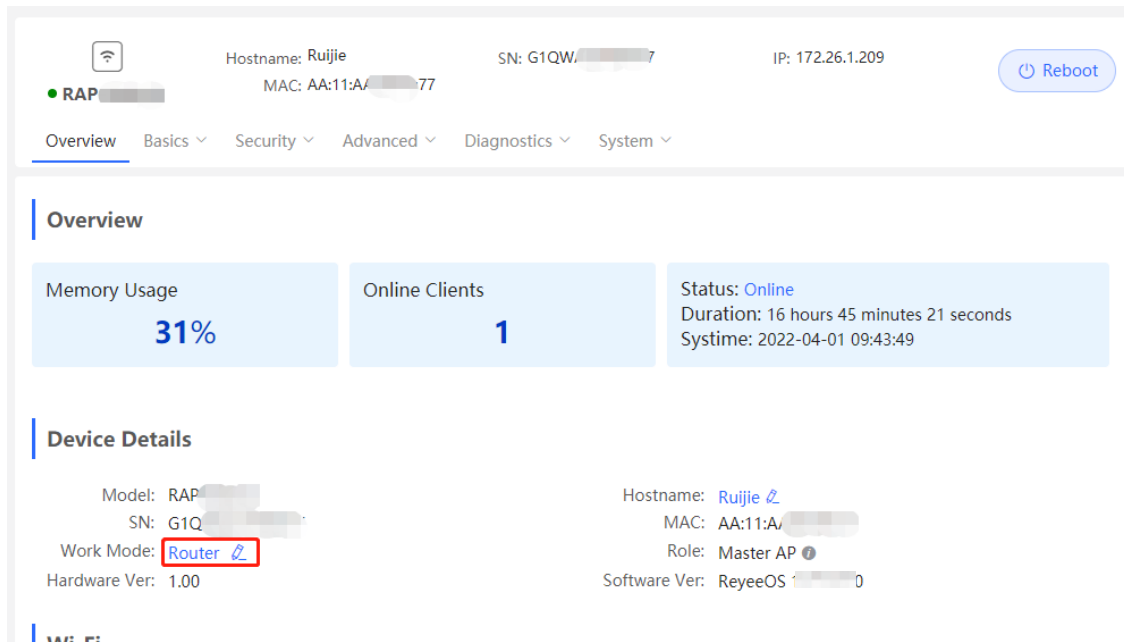 Hostname: Ruijie SN: G1QW 7 IP: 172.26.1.209
Reboot
RAP MAC: AA:11:A 77
Overview Basics Security Advanced Diagnostics System
Overview
Memory Usage Online Clients Status: Online
31% 1 Duration: 16 hours 45 minutes 21 seconds
Systime: 2022-04-01 09:43:49
Device Details
Model: RAP Hostname: Ruijie
SN: G1Q MAC: AA:11:A
Work Mode: Router Role: Master AP
Hardware Ver: 1.00 Software Ver: ReyeeOS 1 0
Wi-Fi